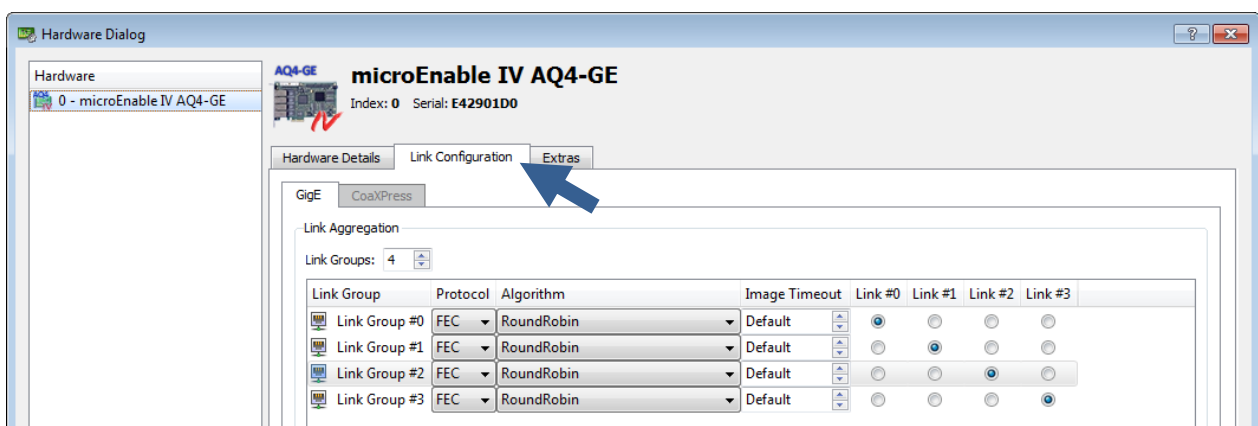 Hardware Dialog
Hardware
0 - microEnable IV AQ4-GE
AQ4-GE
IV
microEnable IV AQ4-GE
Index: 0 Serial: E42901D0
Hardware Details Link Configuration Extras
GigE CoaXPress
Link Aggregation
Link Groups: 4
Link Group Protocol Algorithm Image Timeout Link #0 Link #1 Link #2 Link #3
Link Group #0 FEC RoundRobin Default
Link Group #1 FEC RoundRobin Default
Link Group #2 FEC RoundRobin Default
Link Group #3 FEC RoundRobin Default